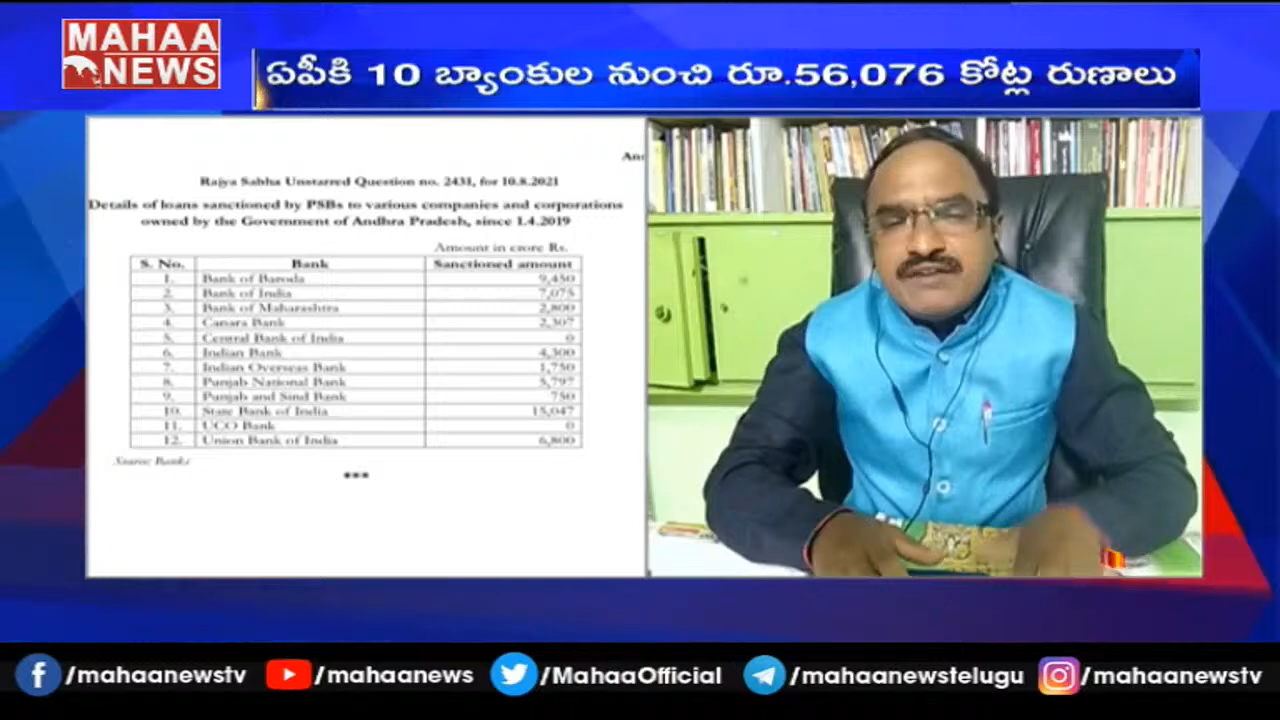 MAHAA
NEWS
ఏపీకి 10 బ్యాంకుల నుంచి రూ.56,076 కోట్ల రుణాలు
Rajya Sabha Unstarred Question no. 2431, for 10.8.2021
Details of loans sanctioned by PSBs to various companies and corporations
owned by the Government of Andhra Pradesh, since 1.4.2019
Amount in crore Rs.
S. No. Bank Sanctioned amount
1. Bank of Baroda 9,450
2. Bank of India 7,075
3. Bank of Maharashtra 2,800
4. Canara Bank 2,307
5. Central Bank of India 0
6. Indian Bank 4,300
7. Indian Overseas Bank 1,750
8. Punjab National Bank 5,797
9. Punjab and Sind Bank 750
10. State Bank of India 15,047
11. UCO Bank 0
12. Union Bank of India 6,800
Source: Banks
***
/mahaanewstv /mahaanews /MahaaOfficial /mahaanewstelugu /mahaanewstv